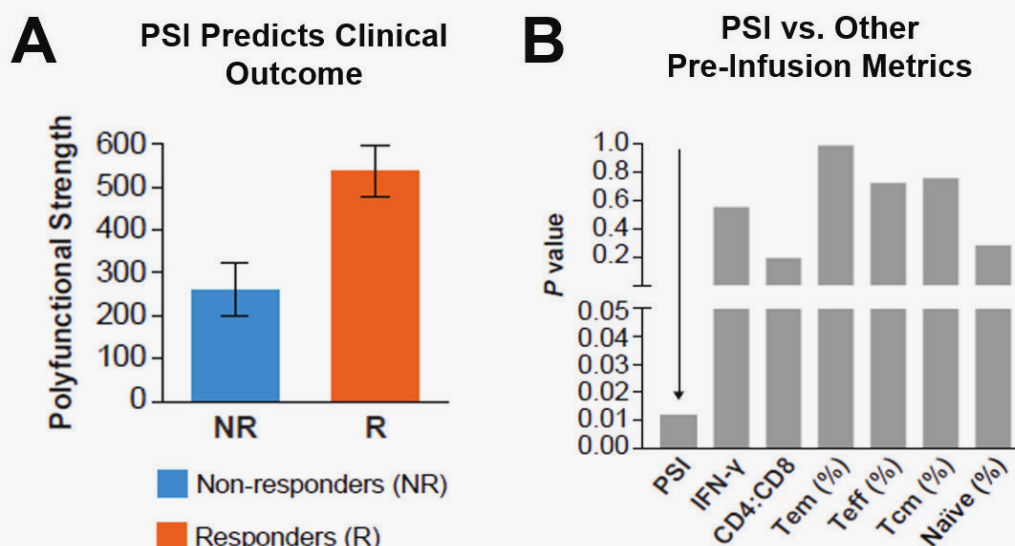 A
PSI Predicts Clinical
Outcome
Polyfunctional Strength
600
500
400
300
200
100
0
NR
R
Non-responders (NR)
Responders (R)
B
PSI vs. Other
Pre-Infusion Metrics
P value
1.0
0.8
0.6
0.4
0.2
0.05
0.04
0.03
0.02
0.01
0.00
PSI
IFN-γ
CD4:CD8
Tem (%)
Teff (%)
Tcm (%)
Naïve (%)